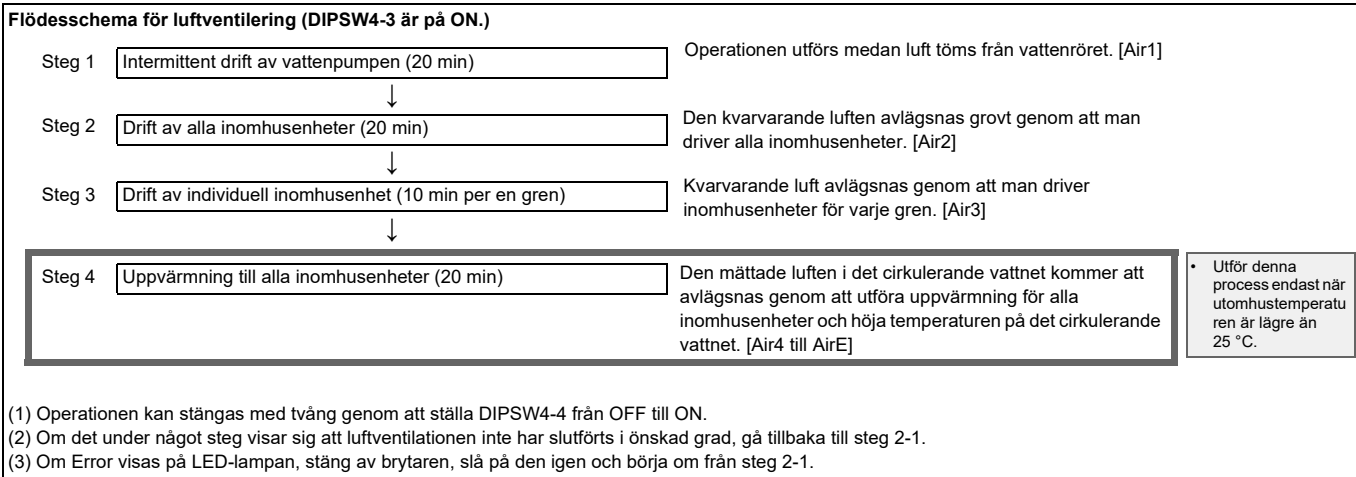 Flödesschema för luftventilering (DIPSW4-3 är på ON.)
Steg 1 Intermittent drift av vattenpumpen (20 min)
Operationen utförs medan luft töms från vattenröret. [Air1]
↓
Steg 2 Drift av alla inomhusenheter (20 min)
Den kvarvarande luften avlägsnas grovt genom att man
driver alla inomhusenheter. [Air2]
↓
Steg 3 Drift av individuell inomhusenhet (10 min per en gren)
Kvarvarande luft avlägsnas genom att man driver
inomhusenheter för varje gren. [Air3]
↓
Steg 4 Uppvärmning till alla inomhusenheter (20 min)
Den mättade luften i det cirkulerande vattnet kommer att
avlägsnas genom att utföra uppvärmning för alla
inomhusenheter och höja temperaturen på det cirkulerande
vattnet. [Air4 till AirE]
• Utför denna
process endast när
utomhustemperatu
ren är lägre än
25 °C.
(1) Operationen kan stängas med tvång genom att ställa DIPSW4-4 från OFF till ON.
(2) Om det under något steg visar sig att luftventilationen inte har slutförts i önskad grad, gå tillbaka till steg 2-1.
(3) Om Error visas på LED-lampan, stäng av brytaren, slå på den igen och börja om från steg 2-1.